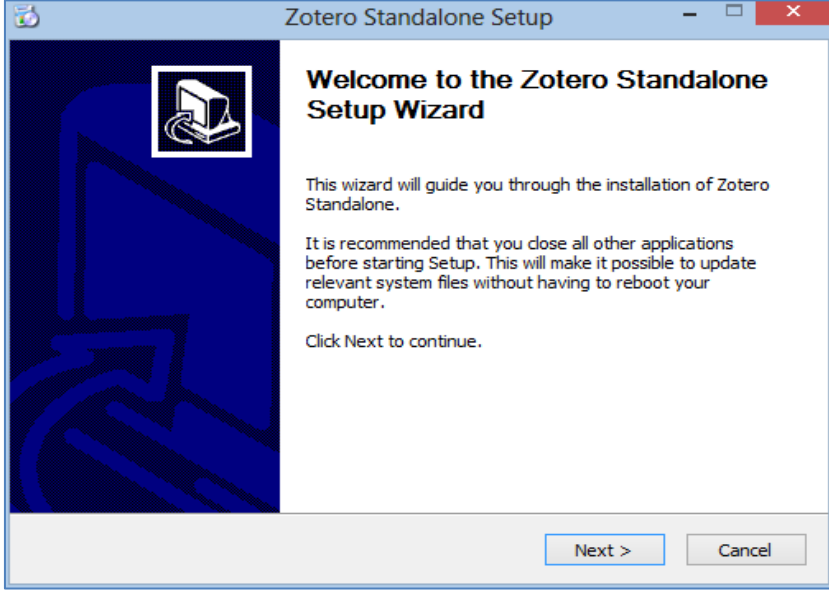 Zotero Standalone Setup
Welcome to the Zotero Standalone
Setup Wizard
This wizard will guide you through the installation of Zotero
Standalone.
It is recommended that you close all other applications
before starting Setup. This will make it possible to update
relevant system files without having to reboot your
computer.
Click Next to continue.
Next >
Cancel